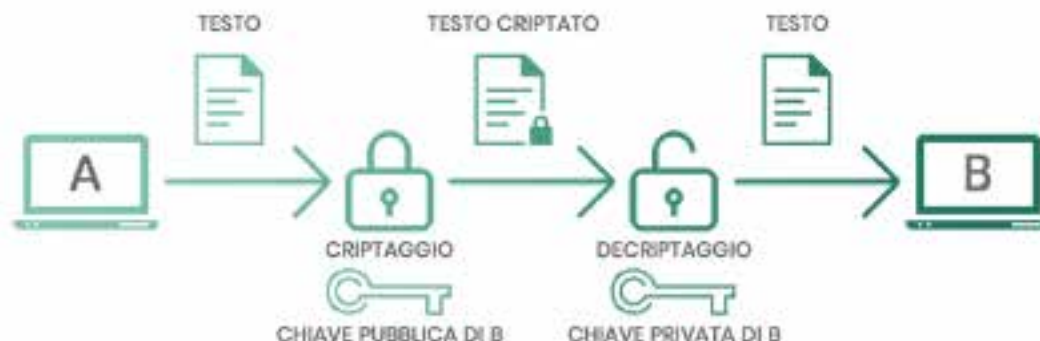 TESTO
TESTO CRIPTATO
TESTO
A
B
CRIPTAGGIO
DECRIPTAGGIO
CHIAVE PUBBLICA DI B
CHIAVE PRIVATA DI B